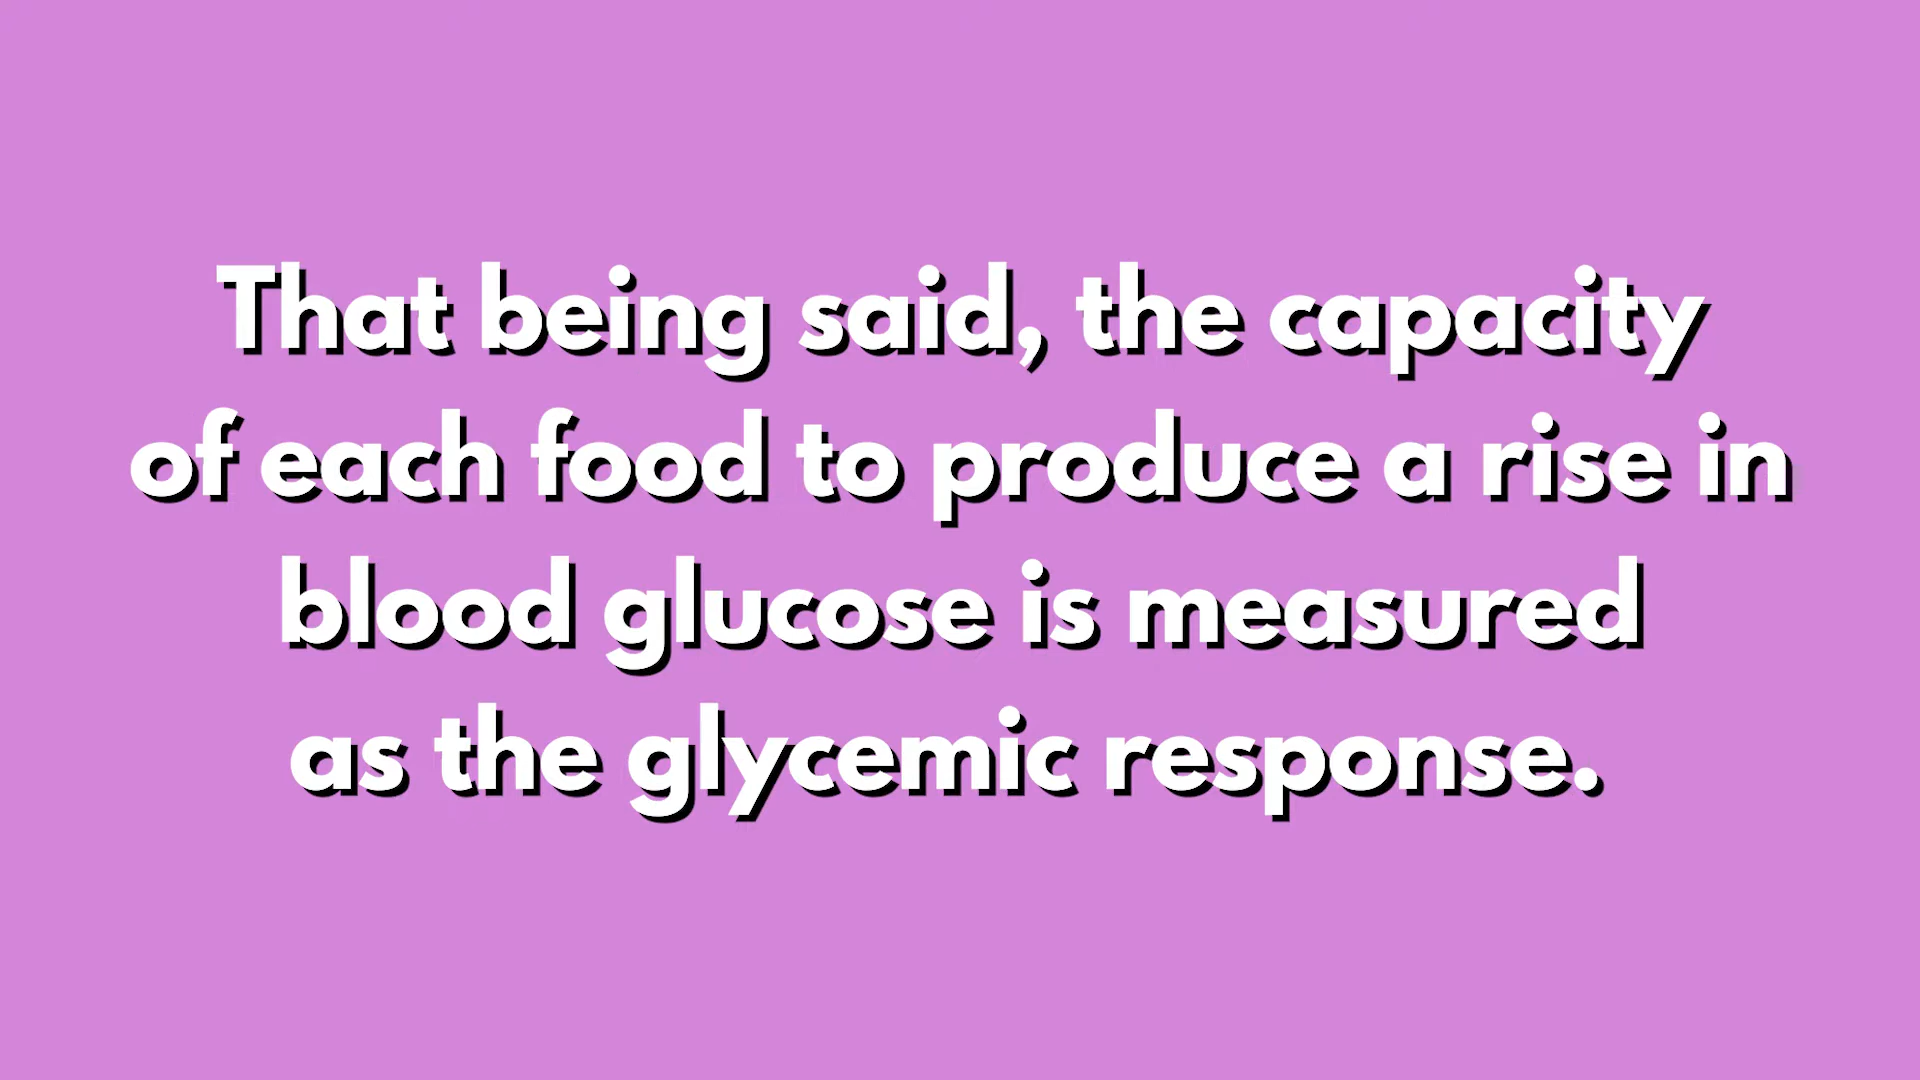 That being said, the capacity
of each food to produce a rise in
blood glucose is measured
as the glycemic response.